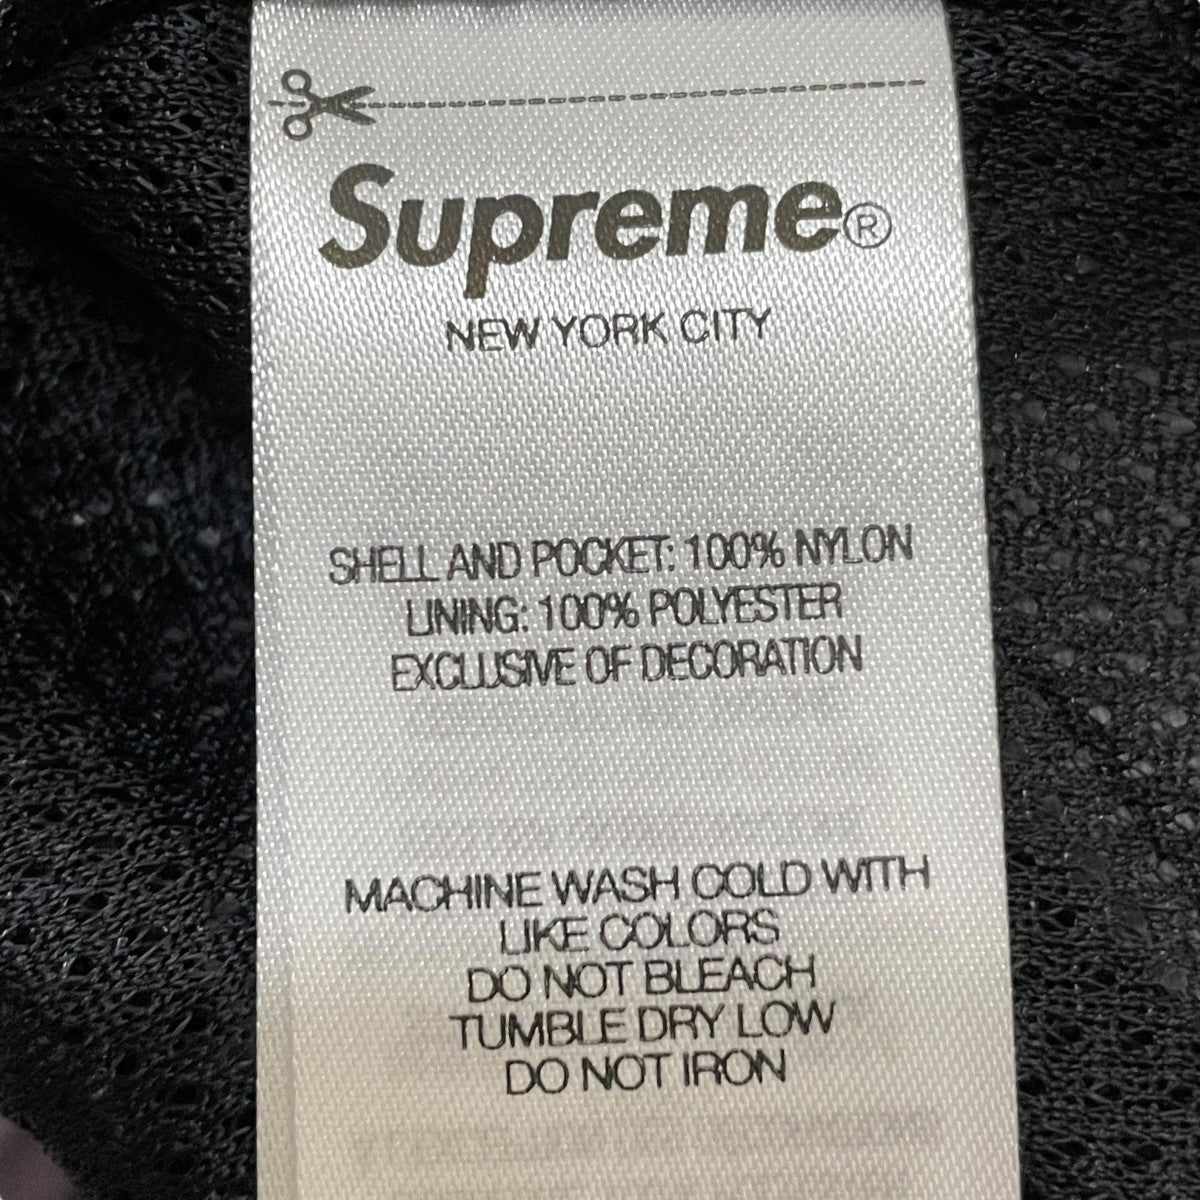 Supreme®
NEW YORK CITY
SHELL AND POCKET: 100% NYLON
LINING: 100% POLYESTER
EXCLUSIVE OF DECORATION
MACHINE WASH COLD WITH
LIKE COLORS
DO NOT BLEACH
TUMBLE DRY LOW
DO NOT IRON